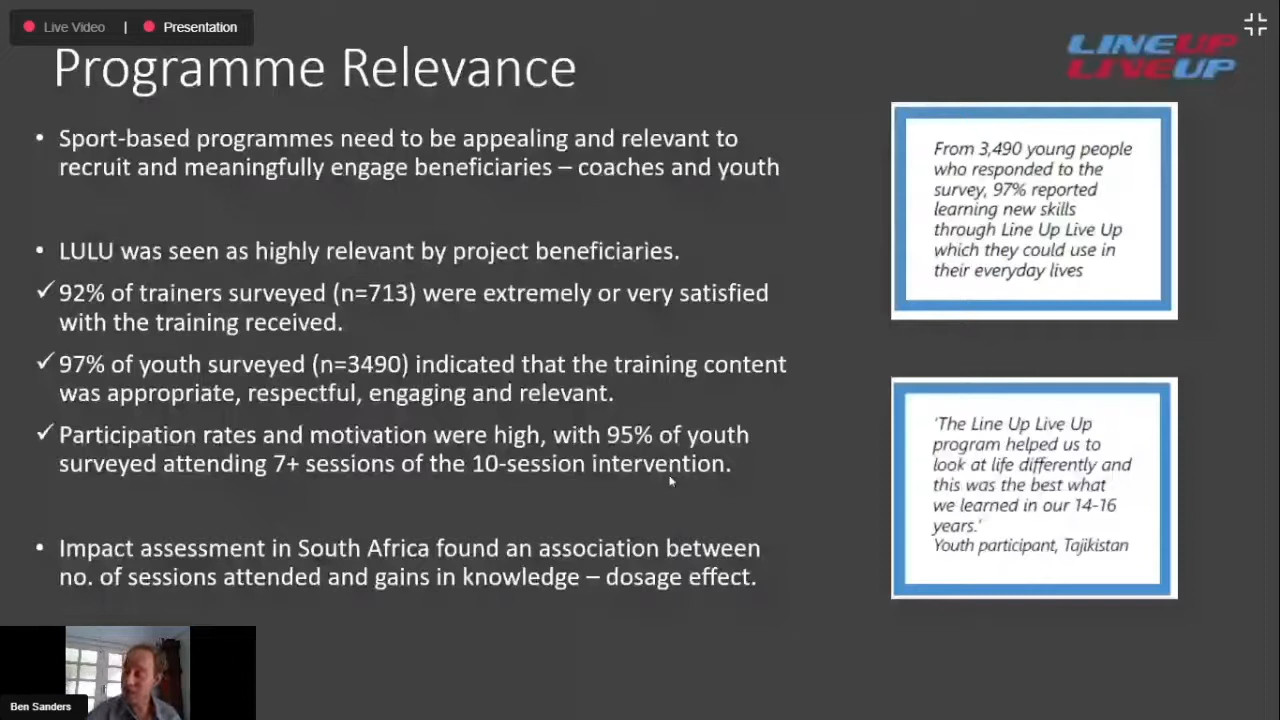 Live Video | Presentation
Programme Relevance
LINEUP
LIVEUP
• Sport-based programmes need to be appealing and relevant to
recruit and meaningfully engage beneficiaries – coaches and youth
• LULU was seen as highly relevant by project beneficiaries.
✓ 92% of trainers surveyed (n=713) were extremely or very satisfied
with the training received.
✓ 97% of youth surveyed (n=3490) indicated that the training content
was appropriate, respectful, engaging and relevant.
✓ Participation rates and motivation were high, with 95% of youth
surveyed attending 7+ sessions of the 10-session intervention.
• Impact assessment in South Africa found an association between
no. of sessions attended and gains in knowledge – dosage effect.
From 3,490 young people
who responded to the
survey, 97% reported
learning new skills
through Line Up Live Up
which they could use in
their everyday lives
'The Line Up Live Up
program helped us to
look at life differently and
this was the best what
we learned in our 14-16
years.'
Youth participant, Tajikistan
Ben Sanders